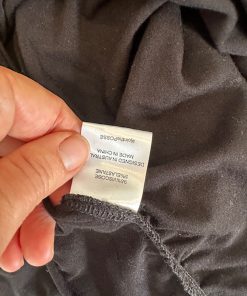 95%VISCOSE
5%ELASTANE
DESIGNED IN AUSTRALIA
MADE IN CHINA